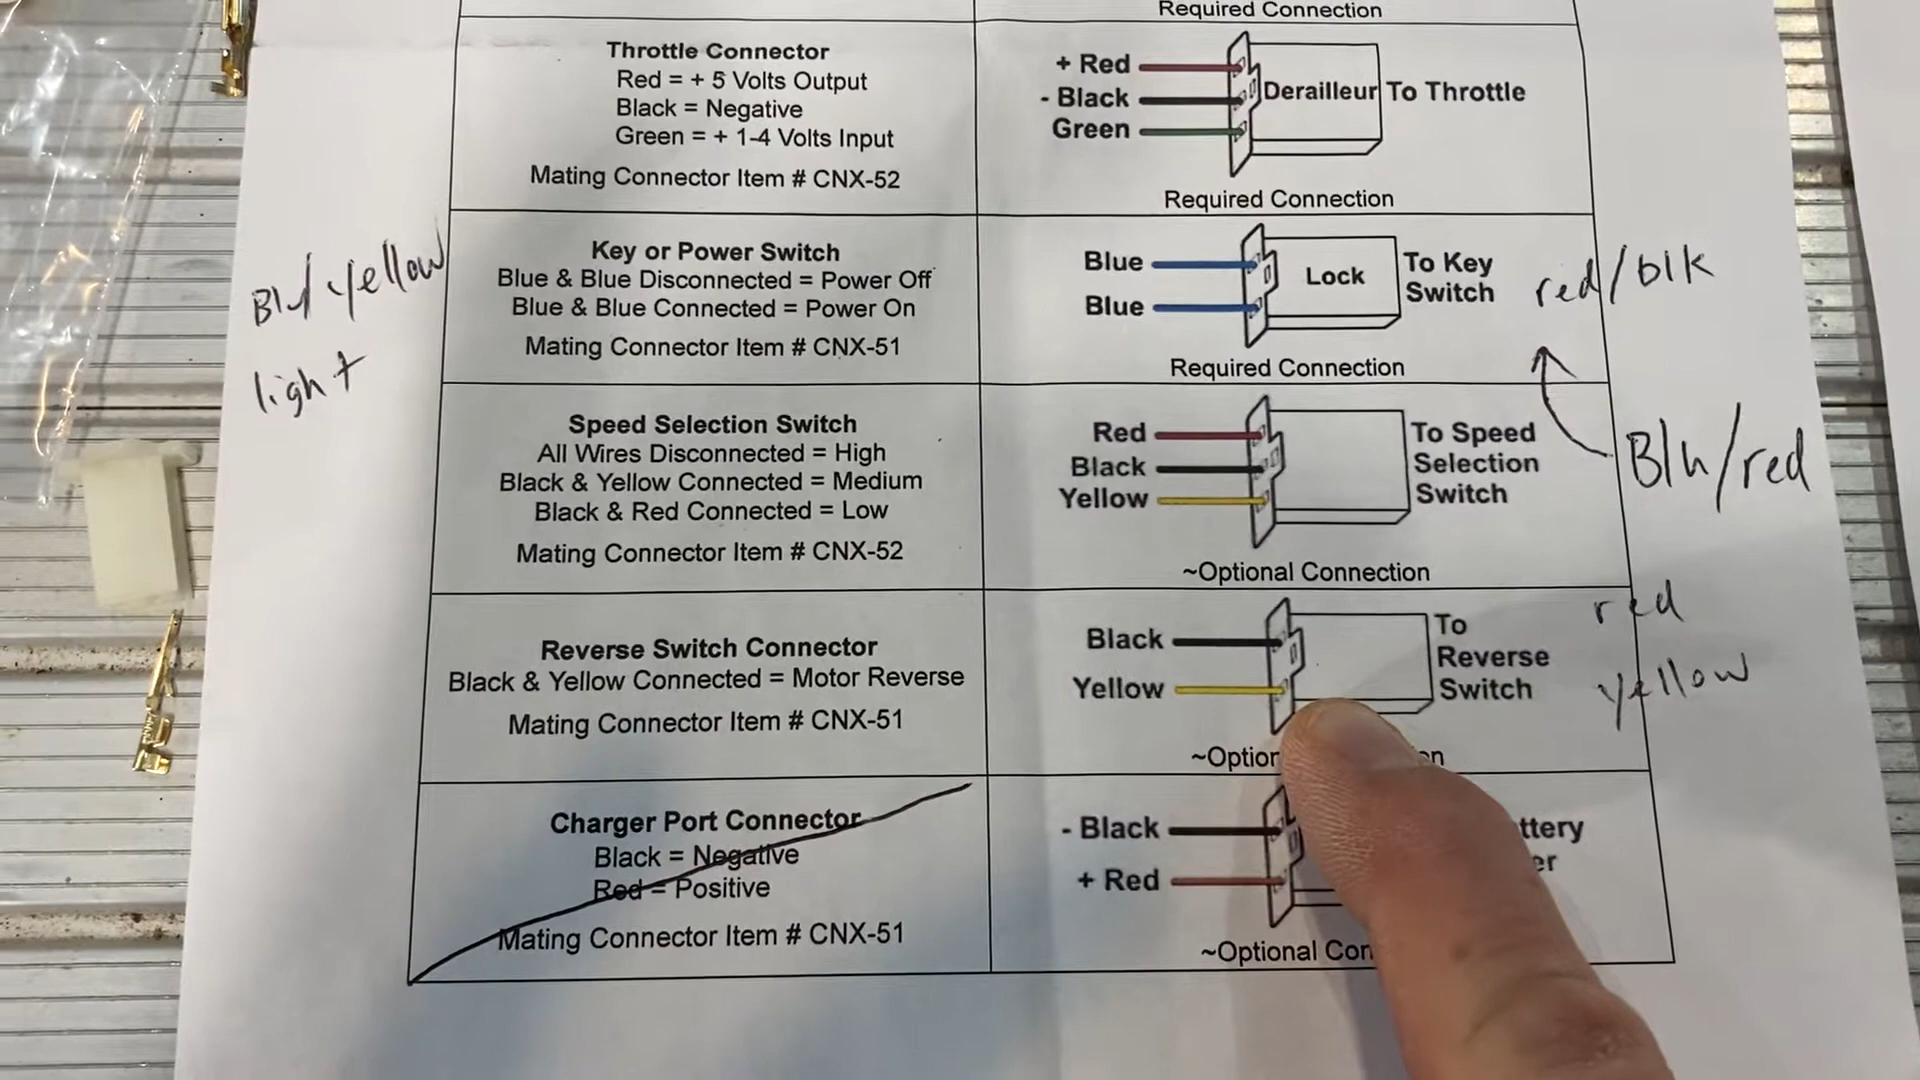 Required Connection
Throttle Connector
Red = + 5 Volts Output
Black = Negative
Green = + 1-4 Volts Input
Mating Connector Item # CNX-52
+ Red
- Black
Green
Derailleur
To Throttle
Required Connection
Key or Power Switch
Blue & Blue Disconnected = Power Off
Blue & Blue Connected = Power On
Mating Connector Item # CNX-51
Blue
Blue
Lock
To Key
Switch
Required Connection
yellow
light
red/blk
Speed Selection Switch
All Wires Disconnected = High
Black & Yellow Connected = Medium
Black & Red Connected = Low
Mating Connector Item # CNX-52
Red
Black
Yellow
To Speed
Selection
Switch
~Optional Connection
Blu/red
Reverse Switch Connector
Black & Yellow Connected = Motor Reverse
Mating Connector Item # CNX-51
Black
Yellow
To
Reverse
Switch
red
yellow
~Option
Charger Port Connector
Black = Negative
Red = Positive
Mating Connector Item # CNX-51
- Black
+ Red
ttery
er
~Optional Con